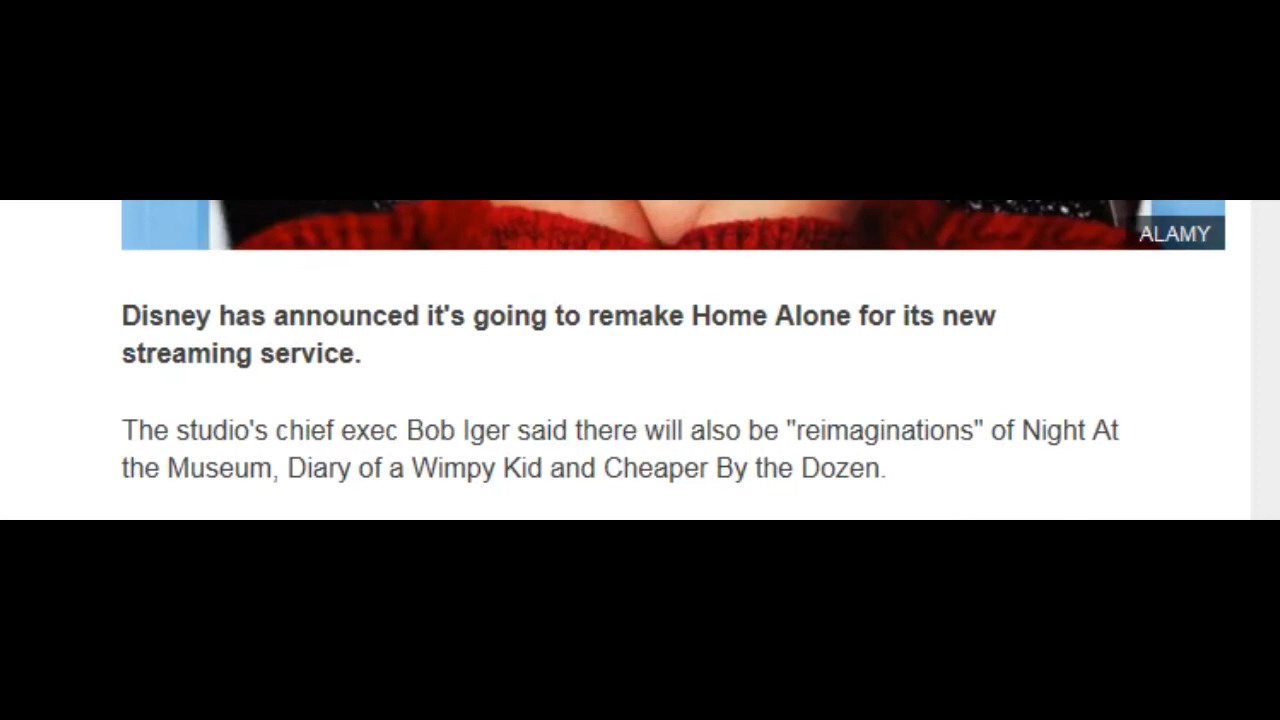 ALAMY
Disney has announced it's going to remake Home Alone for its new
streaming service.
The studio's chief exec Bob Iger said there will also be "reimaginations" of Night At
the Museum, Diary of a Wimpy Kid and Cheaper By the Dozen.